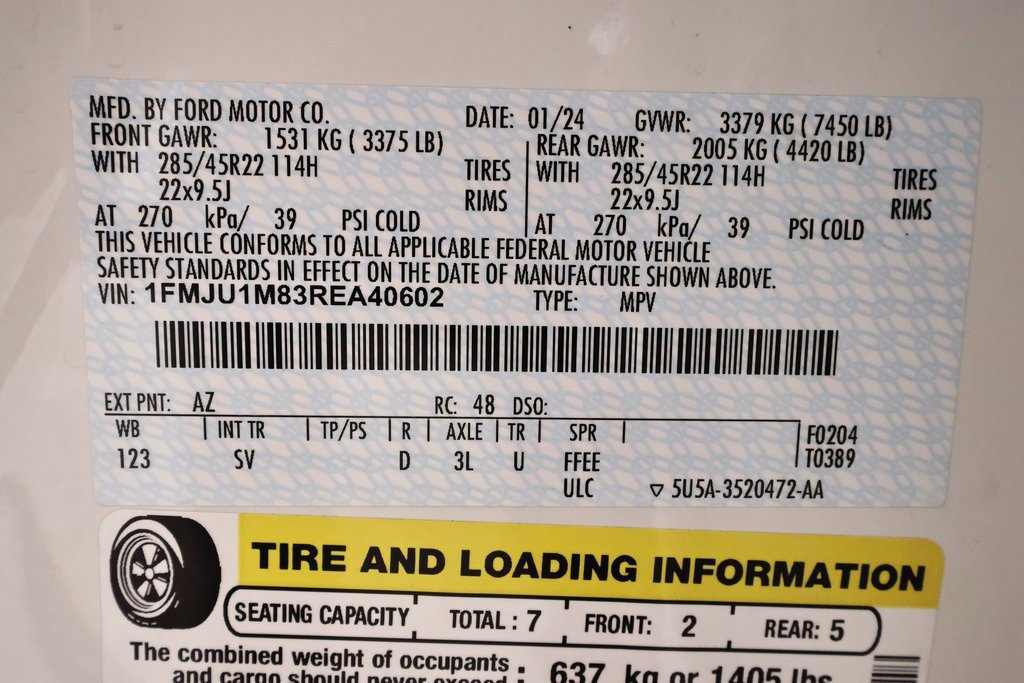 MFD. BY FORD MOTOR CO. DATE: 01/24 GVWR: 3379 KG ( 7450 LB)
FRONT GAWR: 1531 KG ( 3375 LB) REAR GAWR: 2005 KG ( 4420 LB)
WITH 285/45R22 114H TIRES WITH 285/45R22 114H TIRES
22x9.5J RIMS 22x9.5J RIMS
AT 270 kPa/ 39 PSI COLD AT 270 kPa/ 39 PSI COLD
THIS VEHICLE CONFORMS TO ALL APPLICABLE FEDERAL MOTOR VEHICLE
SAFETY STANDARDS IN EFFECT ON THE DATE OF MANUFACTURE SHOWN ABOVE.
VIN: 1FMJU1M83REA40602 TYPE: MPV
EXT PNT: AZ RC: 48 DSO:
WB INT TR TP/PS R AXLE TR SPR F0204
123 SV D 3L U FFEE T0389
ULC ▽ 5U5A-3520472-AA
TIRE AND LOADING INFORMATION
SEATING CAPACITY TOTAL : 7 FRONT: 2 REAR: 5
The combined weight of occupants
and cargo should never exceed : 637 kg or 1405 lbs